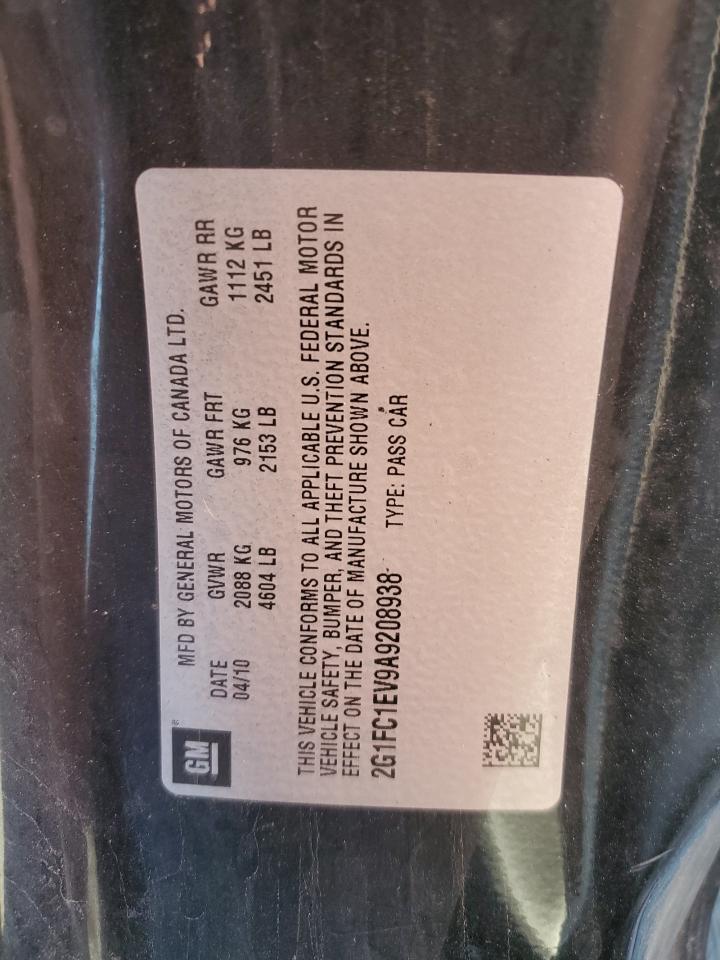 GM
MFD BY GENERAL MOTORS OF CANADA LTD.
DATE GVWR GAWR FRT GAWR RR
04/10 2088 KG 976 KG 1112 KG
4604 LB 2153 LB 2451 LB
THIS VEHICLE CONFORMS TO ALL APPLICABLE U.S. FEDERAL MOTOR
VEHICLE SAFETY, BUMPER, AND THEFT PREVENTION STANDARDS IN
EFFECT ON THE DATE OF MANUFACTURE SHOWN ABOVE.
2G1FC1EV9A9208938 TYPE: PASS CAR